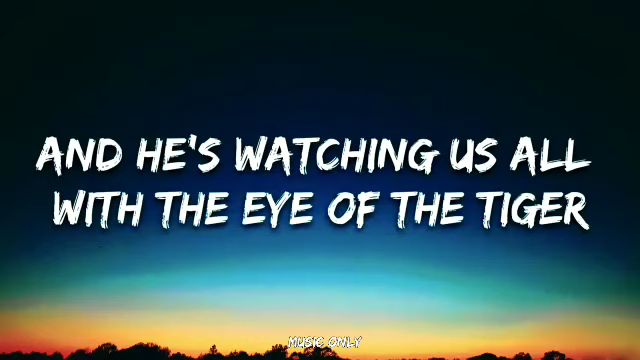 AND HE'S WATCHING US ALL
WITH THE EYE OF THE TIGER
MUSIC ONLY